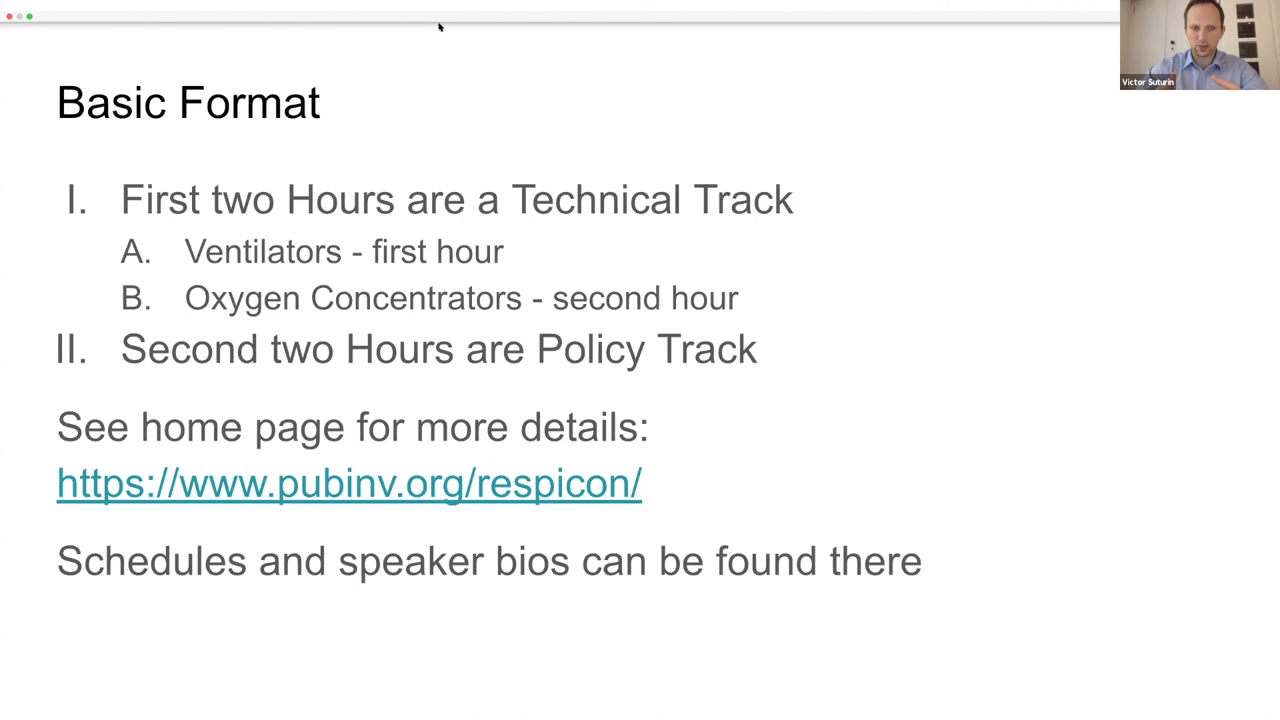 Victor Suturin
Basic Format
I. First two Hours are a Technical Track
A. Ventilators - first hour
B. Oxygen Concentrators - second hour
II. Second two Hours are Policy Track
See home page for more details:
https://www.pubinv.org/respicon/
Schedules and speaker bios can be found there